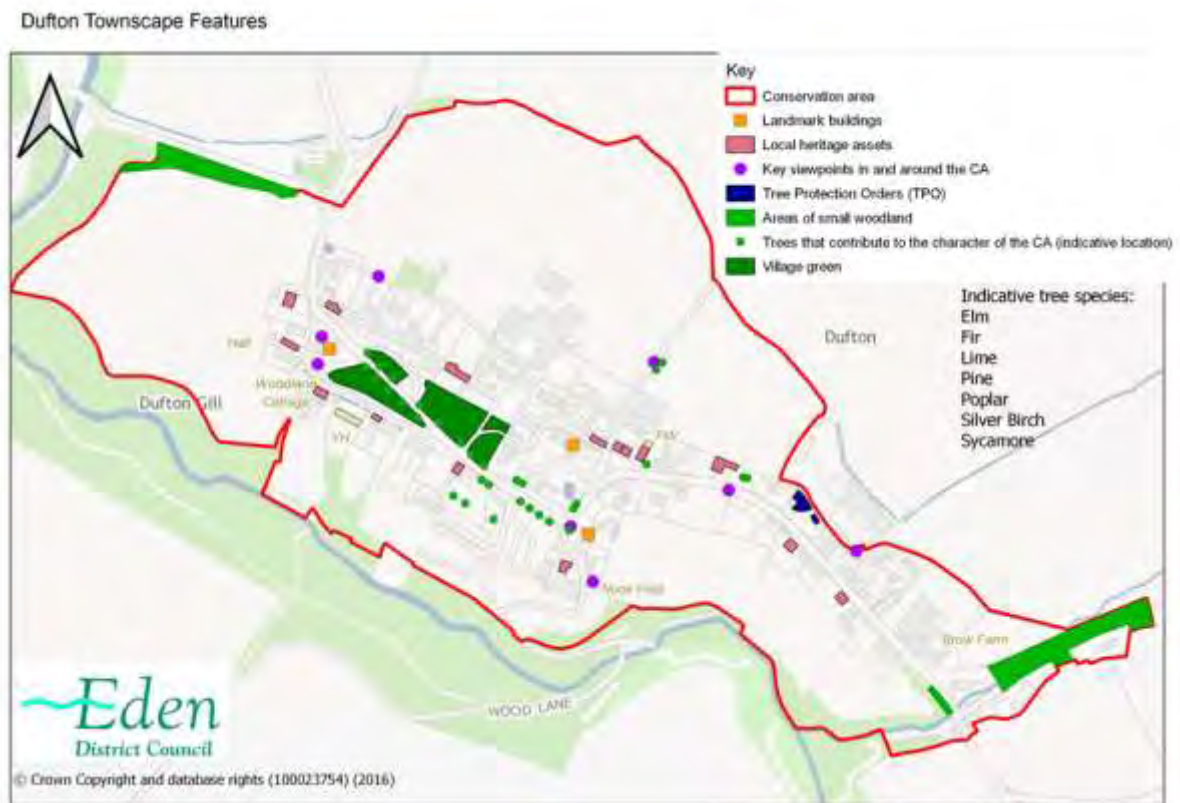 Dufton Townscape Features
Key
Conservation area
Landmark buildings
Local heritage assets
Key viewpoints in and around the CA
Tree Protection Orders (TPO)
Areas of small woodland
Trees that contribute to the character of the CA (indicative location)
Village green
Indicative tree species:
Elm
Fir
Lime
Pine
Poplar
Silver Birch
Sycamore
Dufton
Hall
Woodland
Cottage
Dufton Gill
YH
Brow Farm
WOOD LANE
Eden
District Council
© Crown Copyright and database rights (100023754) (2016)